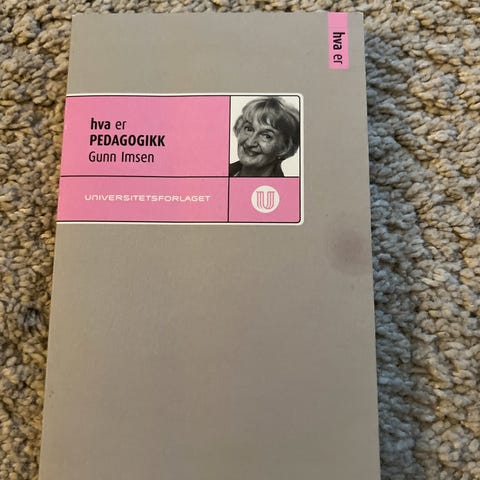 hva er
hva er
PEDAGOGIKK
Gunn Imsen
UNIVERSITETSFORLAGET
U